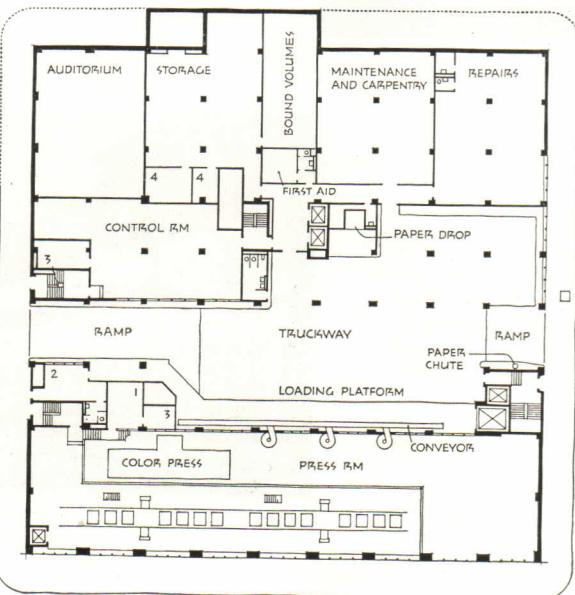 AUDITORIUM
STORAGE
BOUND VOLUMES
MAINTENANCE
AND CARPENTRY
REPAIRS
4
4
FIRST AID
CONTROL RM
PAPER DROP
3
RAMP
TRUCKWAY
RAMP
PAPER
CHUTE
2
1
3
LOADING PLATFORM
CONVEYOR
COLOR PRESS
PRESS RM